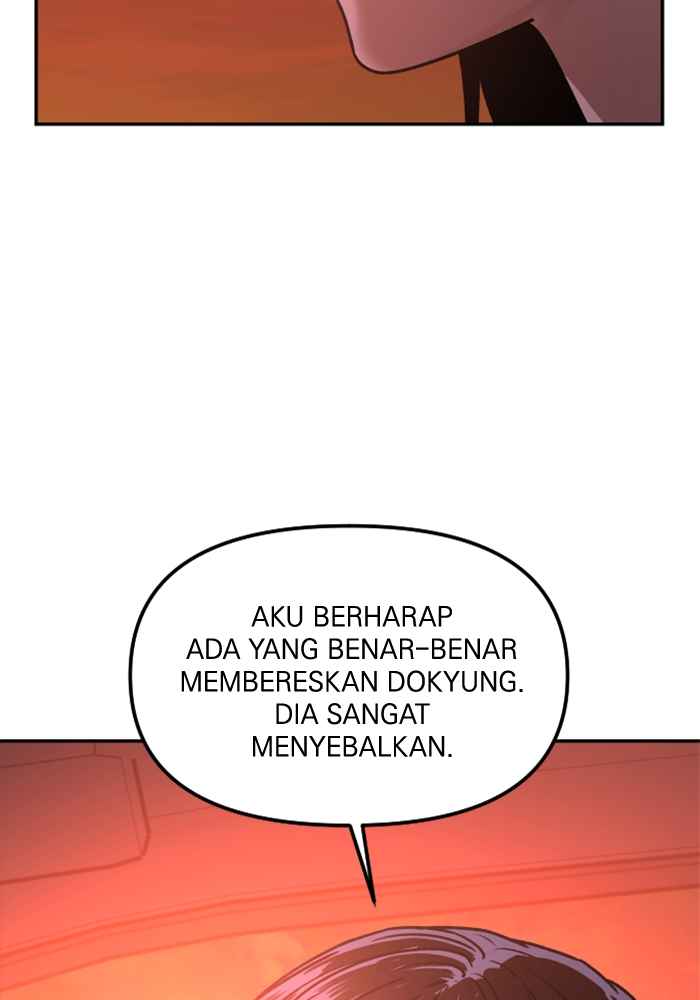 AKU BERHARAP
ADA YANG BENAR-BENAR
MEMBERESKAN DOKYUNG.
DIA SANGAT
MENYEBALKAN.